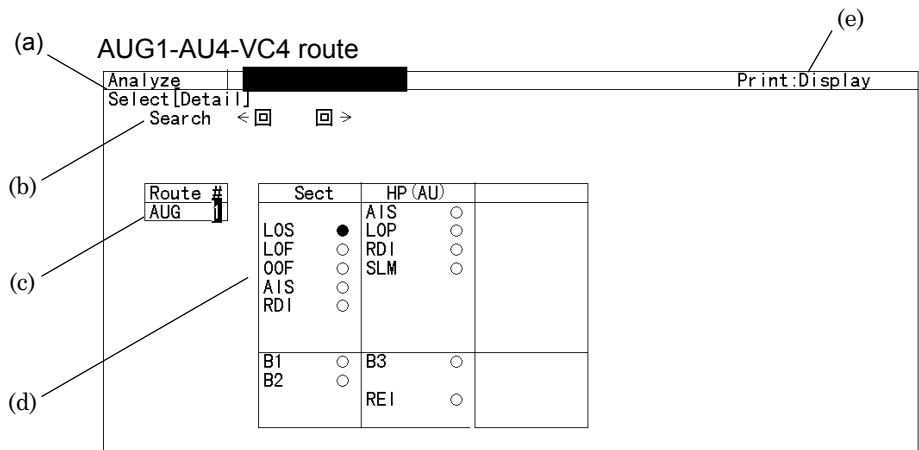 (e)
(a)
AUG1-AU4-VC4 route
Analyze Print:Display
Select[Detail]
Search
(b)
Route # Sect HP(AU)
AUG AIS
LOS LOP
LOF RDI
OOF SLM
AIS
RDI
(c)
B1 B3
B2
(d)
REI